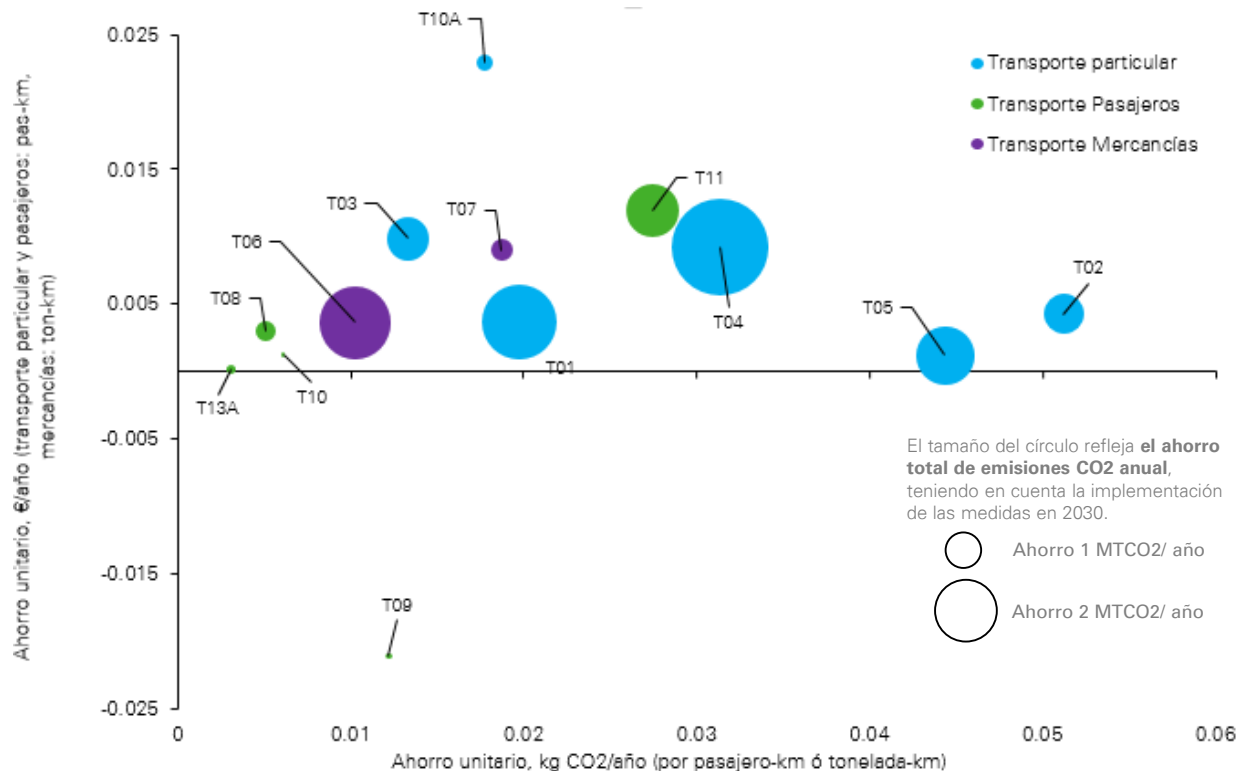 Ahorro unitario, €/año (transporte particular y pasajeros: pas-km,
mercancías: ton-km)
0.025
0.015
0.005
-0.005
-0.015
-0.025
T10A
Transporte particular
Transporte Pasajeros
Transporte Mercancías
T11
T03
T07
T06
T02
T08
T05
T04
T01
T10
T13A
El tamaño del círculo refleja el ahorro
total de emisiones CO2 anual,
teniendo en cuenta la implementación
de las medidas en 2030.
Ahorro 1 MTCO2/ año
Ahorro 2 MTCO2/ año
T09
0 0.01 0.02 0.03 0.04 0.05 0.06
Ahorro unitario, kg CO2/año (por pasajero-km ó tonelada-km)